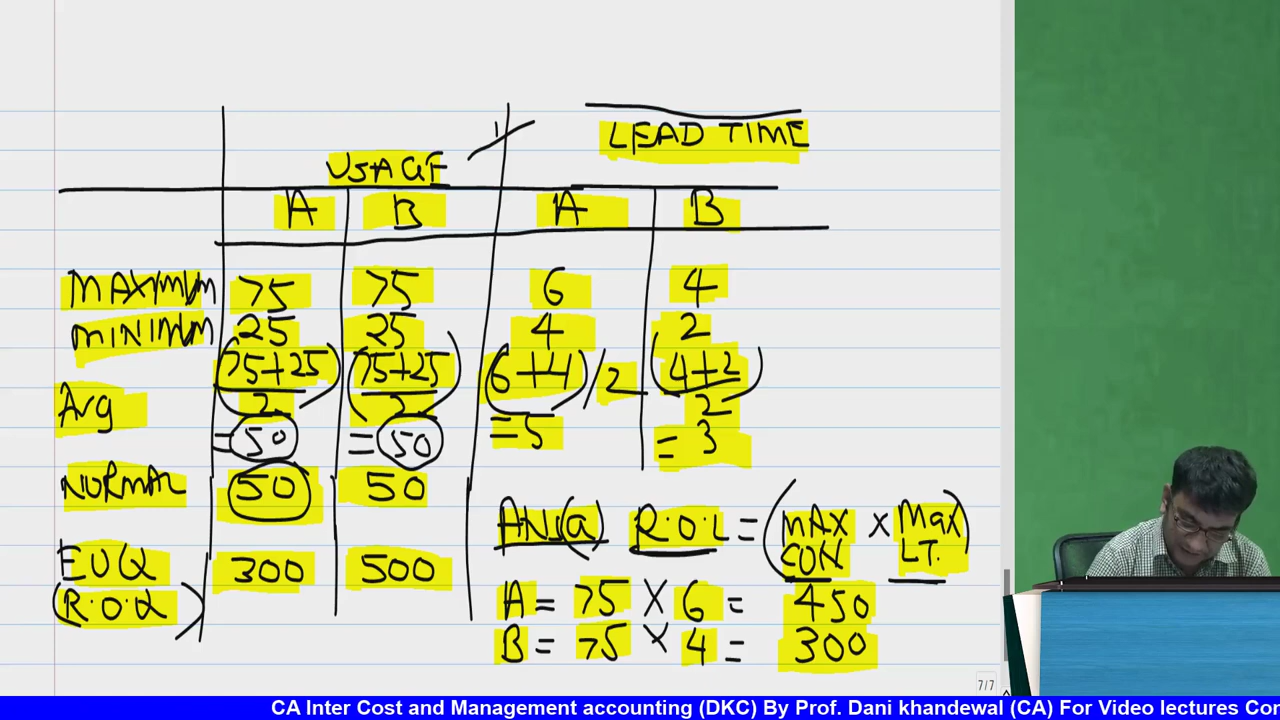 LEAD TIME
USAGE
A B A B
MAXIMUM 75 75 6 4
MINIMUM 25 25 4 2
Avg (75+25)/2 (75+25)/2 (6+4)/2 (4+2)/2
=50 =50 =5 =3
NORMAL 50 50
EOQ 300 500
(R.O.Q)
ANS(a) R.O.L = (MAX CON x Max LT.)
A = 75 X 6 = 450
B = 75 x 4 = 300
7/7
CA Inter Cost and Management accounting (DKC) By Prof. Dani khandewal (CA) For Video lectures Con